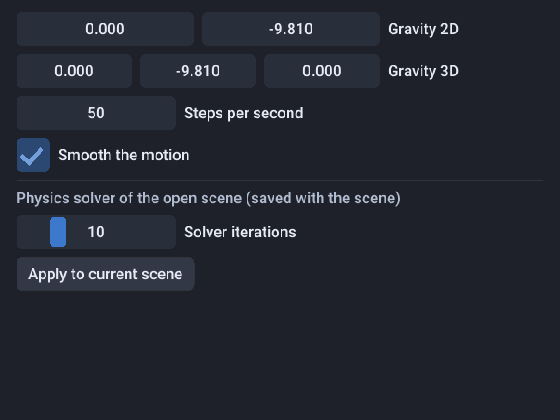 0.000 -9.810 Gravity 2D
0.000 -9.810 0.000 Gravity 3D
50 Steps per second
Smooth the motion
Physics solver of the open scene (saved with the scene)
10 Solver iterations
Apply to current scene